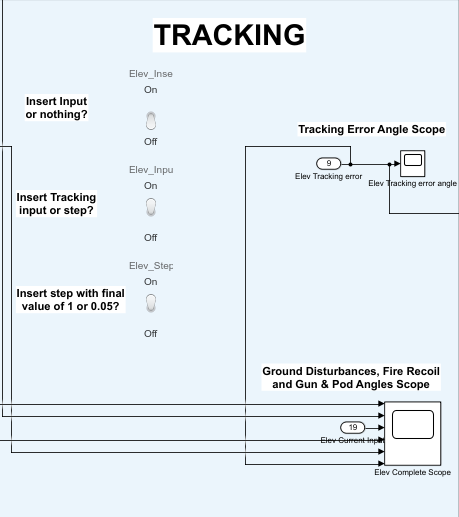 TRACKING
Elev_Inse
On
Insert Input
or nothing?
Off
Tracking Error Angle Scope
9
Elev Tracking error
Elev Tracking error angle
Elev_Inpu
On
Insert Tracking
input or step?
Off
Elev_Step
On
Insert step with final
value of 1 or 0.05?
Off
Ground Disturbances, Fire Recoil
and Gun & Pod Angles Scope
19
Elev Current Input
Elev Complete Scope